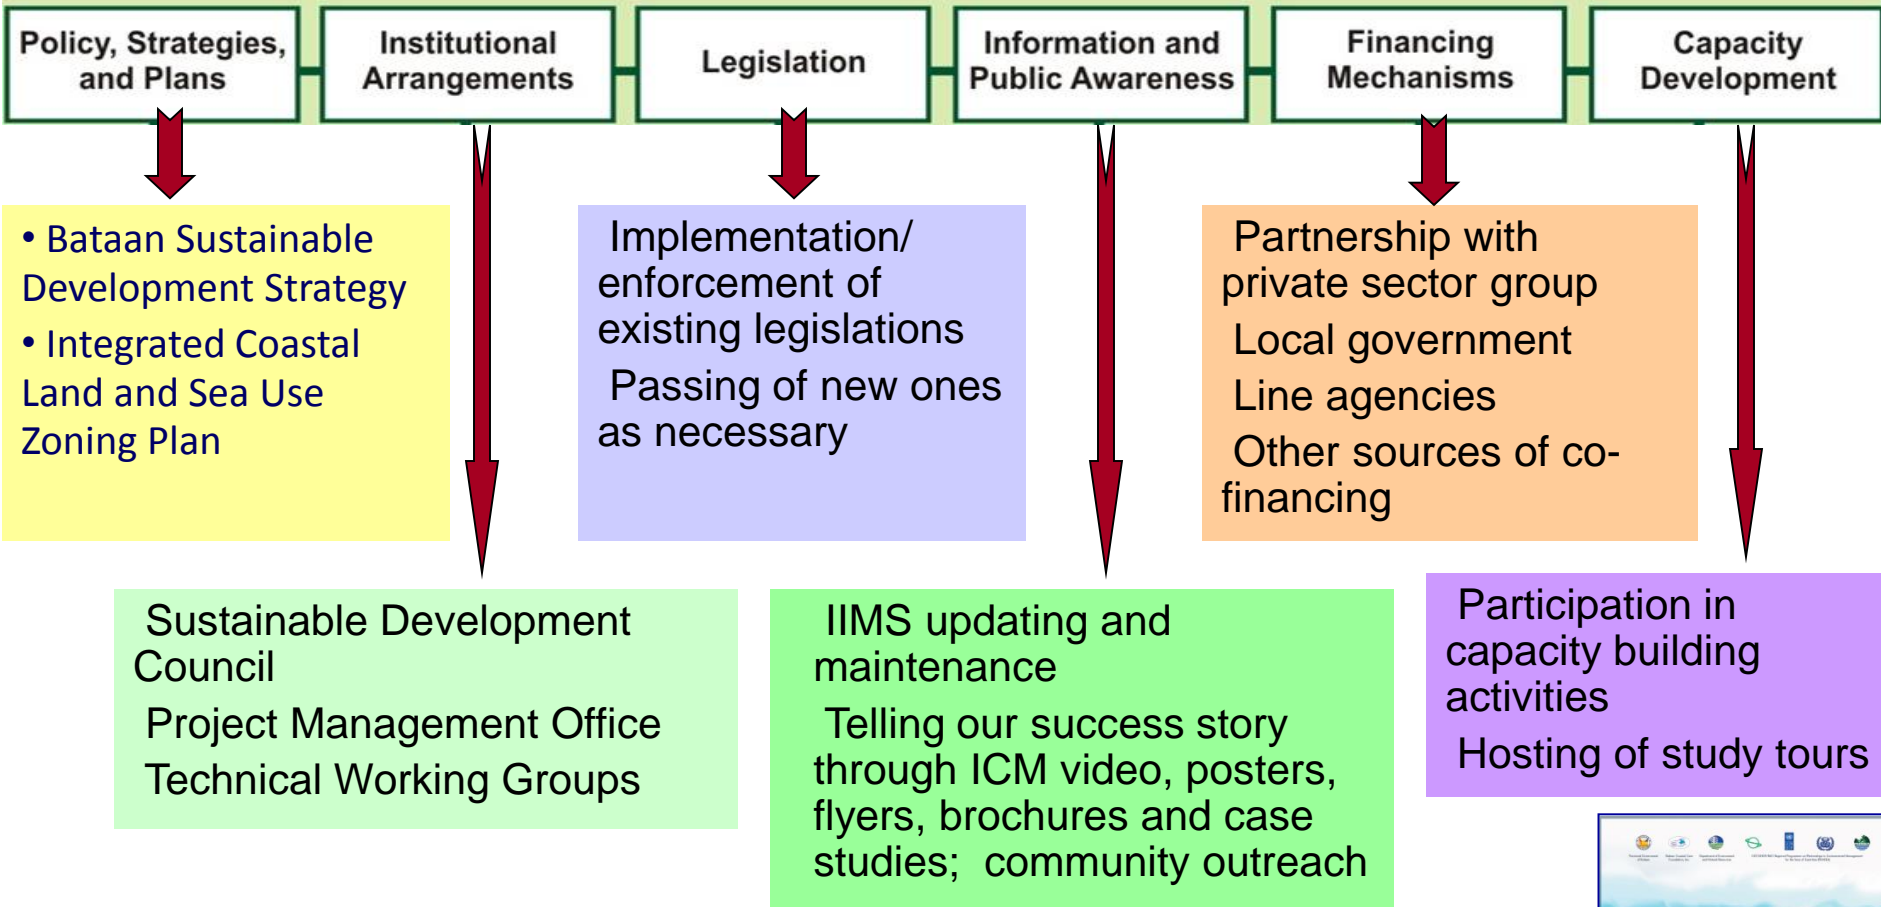 Policy, Strategies,
and Plans
Institutional
Arrangements
Legislation
Information and
Public Awareness
Financing
Mechanisms
Capacity
Development
• Bataan Sustainable
Development Strategy
• Integrated Coastal
Land and Sea Use
Zoning Plan
Implementation/
enforcement of
existing legislations
Passing of new ones
as necessary
Partnership with
private sector group
Local government
Line agencies
Other sources of co-
financing
Sustainable Development
Council
Project Management Office
Technical Working Groups
IIMS updating and
maintenance
Telling our success story
through ICM video, posters,
flyers, brochures and case
studies;  community outreach
Participation in
capacity building
activities
Hosting of study tours